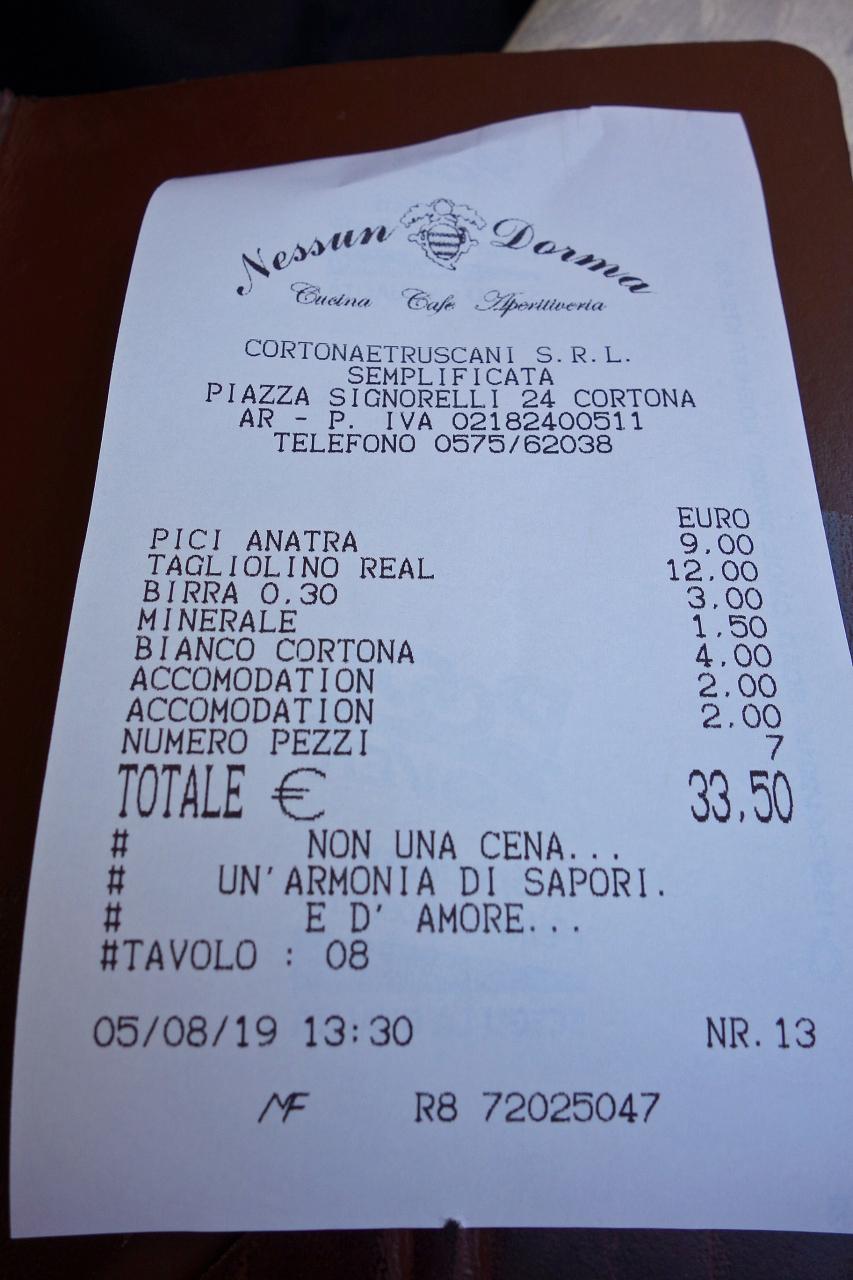 Nessun Dorma
Cucina Cafe Aperitiveria
CORTONAETRUSCANI S.R.L.
SEMPLIFICATA
PIAZZA SIGNORELLI 24 CORTONA
AR - P. IVA 02182400511
TELEFONO 0575/62038
EURO
PICI ANATRA 9.00
TAGLIOLINO REAL 12.00
BIRRA 0.30 3.00
MINERALE 1.50
BIANCO CORTONA 4.00
ACCOMODATION 2.00
ACCOMODATION 2.00
NUMERO PEZZI 7
TOTALE € 33,50
# NON UNA CENA...
# UN'ARMONIA DI SAPORI.
# E D' AMORE...
#TAVOLO : 08
05/08/19 13:30 NR.13
MF R8 72025047